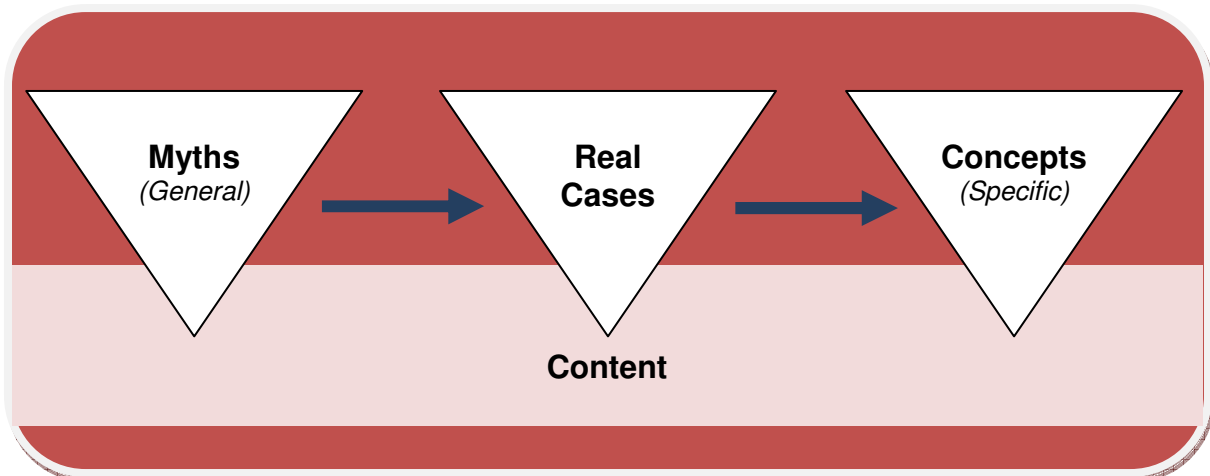 Myths
(General)
Real
Cases
Concepts
(Specific)
Content